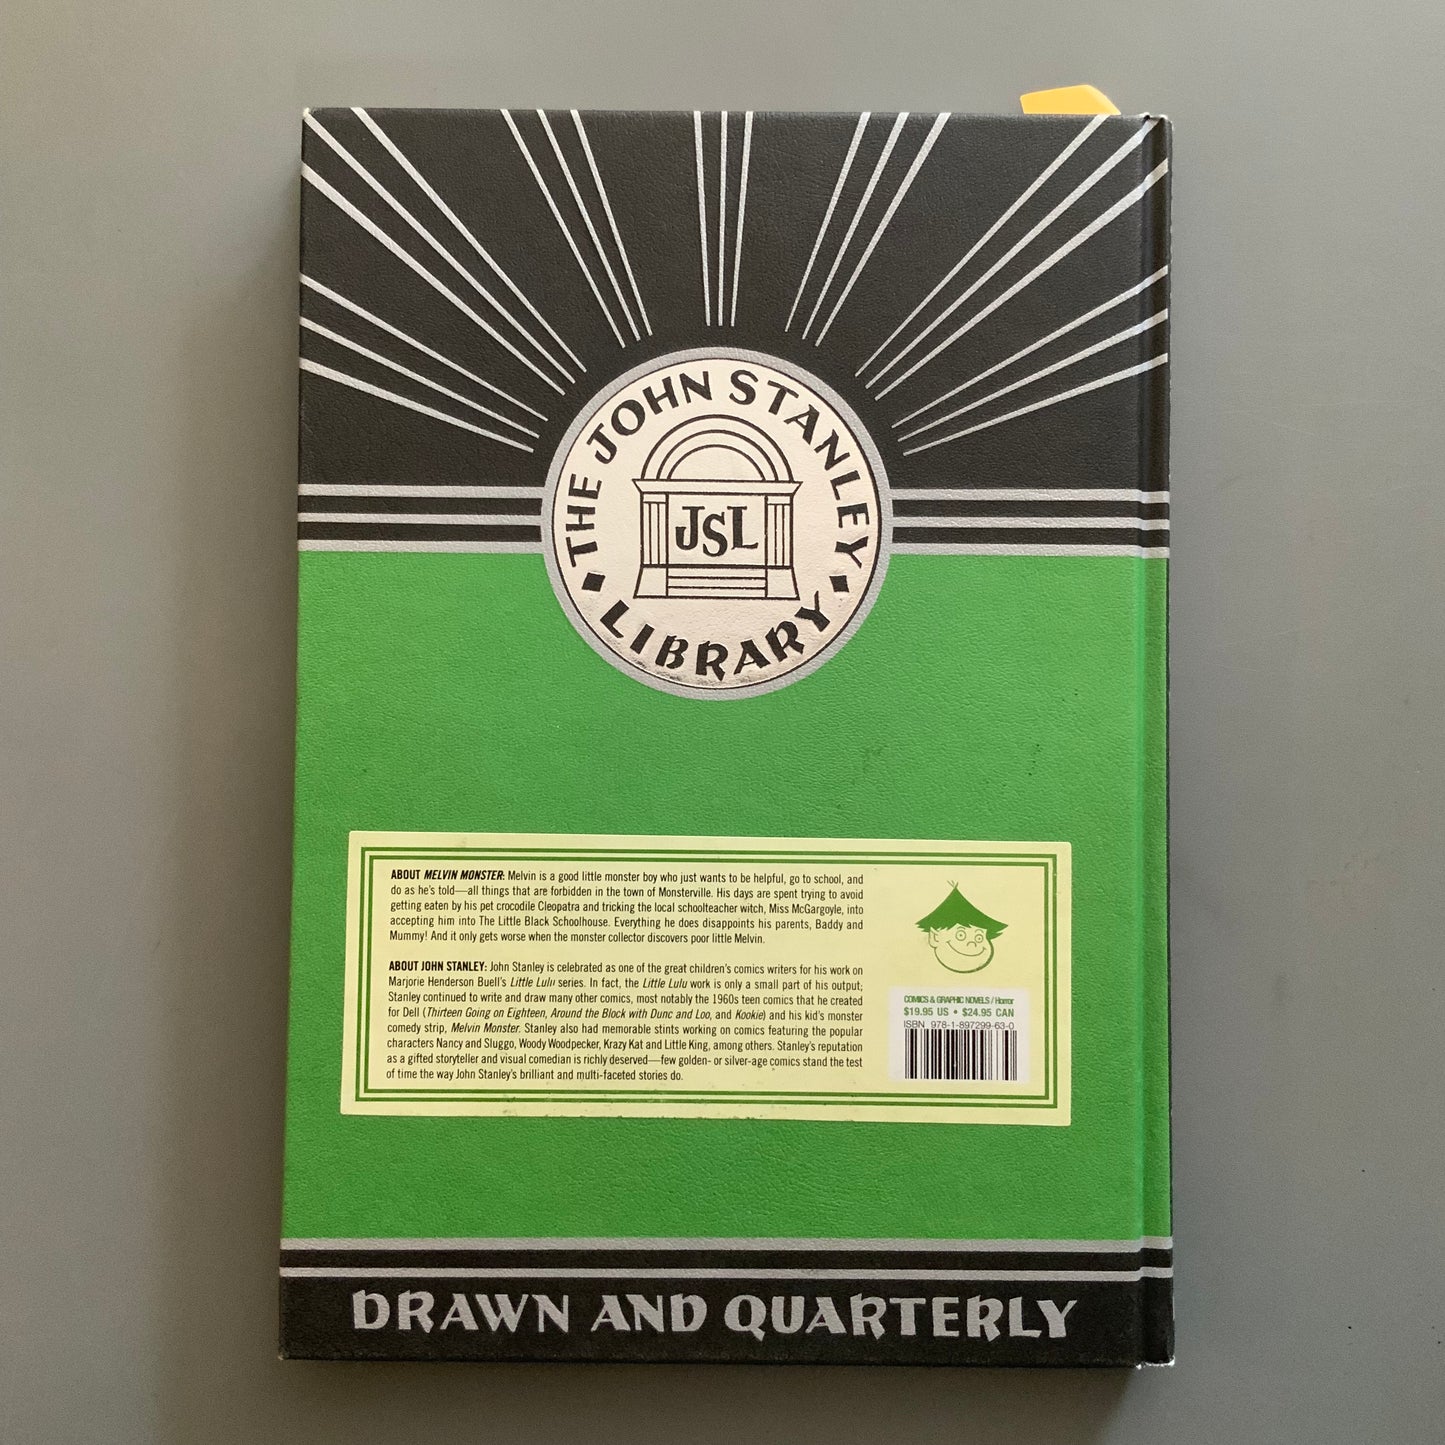 THE JOHN STANLEY
JSL
LIBRARY
ABOUT MELVIN MONSTER: Melvin is a good little monster boy who just wants to be helpful, go to school, and
do as he's told—all things that are forbidden in the town of Monsterville. His days are spent trying to avoid
getting eaten by his pet crocodile Cleopatra and tricking the local schoolteacher witch, Miss McGargoyle, into
accepting him into The Little Black Schoolhouse. Everything he does disappoints his parents, Baddy and
Mummy! And it only gets worse when the monster collector discovers poor little Melvin.
ABOUT JOHN STANLEY: John Stanley is celebrated as one of the great children's comics writers for his work on
Marjorie Henderson Buell's Little Lulu series. In fact, the Little Lulu work is only a small part of his output;
Stanley continued to write and draw many other comics, most notably the 1960s teen comics that he created
for Dell (Thirteen Going on Eighteen, Around the Block with Dunc and Loo, and Kookie) and his kid's monster
comedy strip, Melvin Monster. Stanley also had memorable stints working on comics featuring the popular
characters Nancy and Sluggo, Woody Woodpecker, Krazy Kat and Little King, among others. Stanley's reputation
as a gifted storyteller and visual comedian is richly deserved—few golden- or silver-age comics stand the test
of time the way John Stanley's brilliant and multi-faceted stories do.
COMICS & GRAPHIC NOVELS / Horror
$19.95 US • $24.95 CAN
ISBN 978-1-897299-63-0
DRAWN AND QUARTERLY